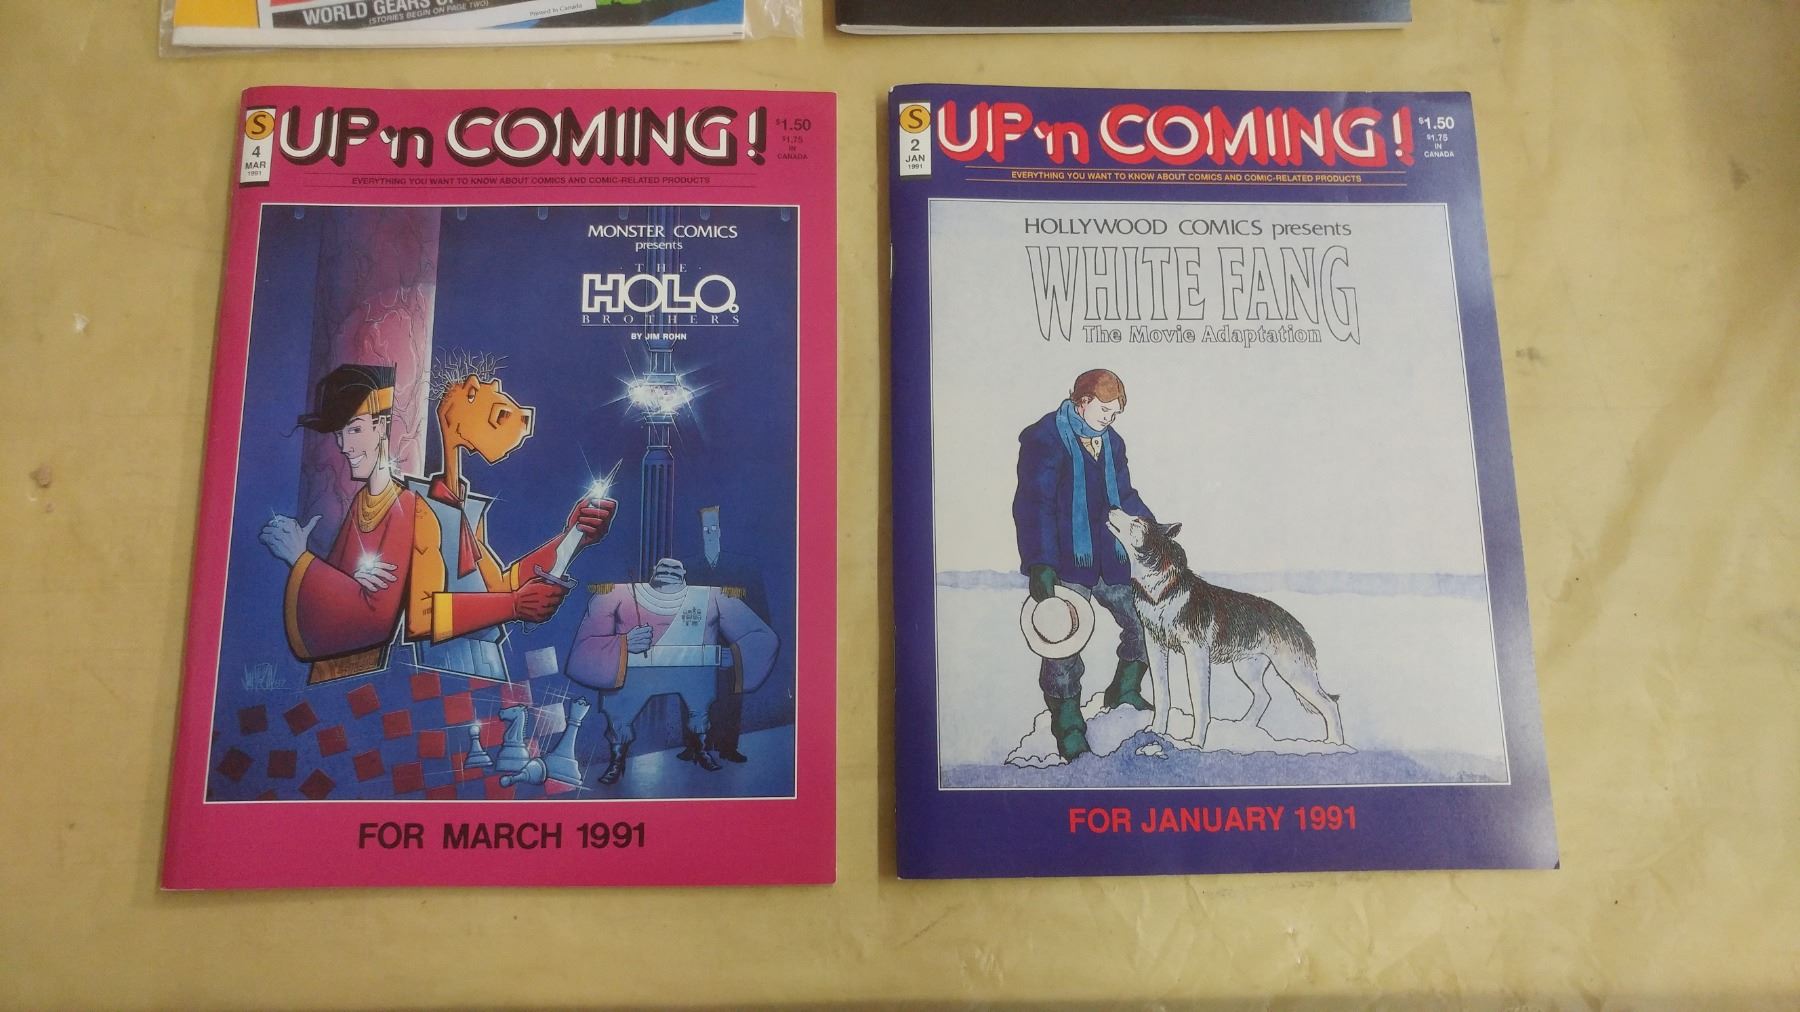 WORLD GEARS
(STORIES BEGIN ON PAGE TWO)
Printed In Canada
S
4
MAR
1991
UP 'n COMING!
$1.50
$1.75
IN
CANADA
EVERYTHING YOU WANT TO KNOW ABOUT COMICS AND COMIC-RELATED PRODUCTS
MONSTER COMICS
presents
·THE·
HOLO.
BROTHERS
BY JIM ROHN
FOR MARCH 1991
S
2
JAN
1991
UP 'n COMING!
$1.50
$1.75
IN
CANADA
EVERYTHING YOU WANT TO KNOW ABOUT COMICS AND COMIC-RELATED PRODUCTS
HOLLYWOOD COMICS presents
WHITE FANG
The Movie Adaptation
FOR JANUARY 1991